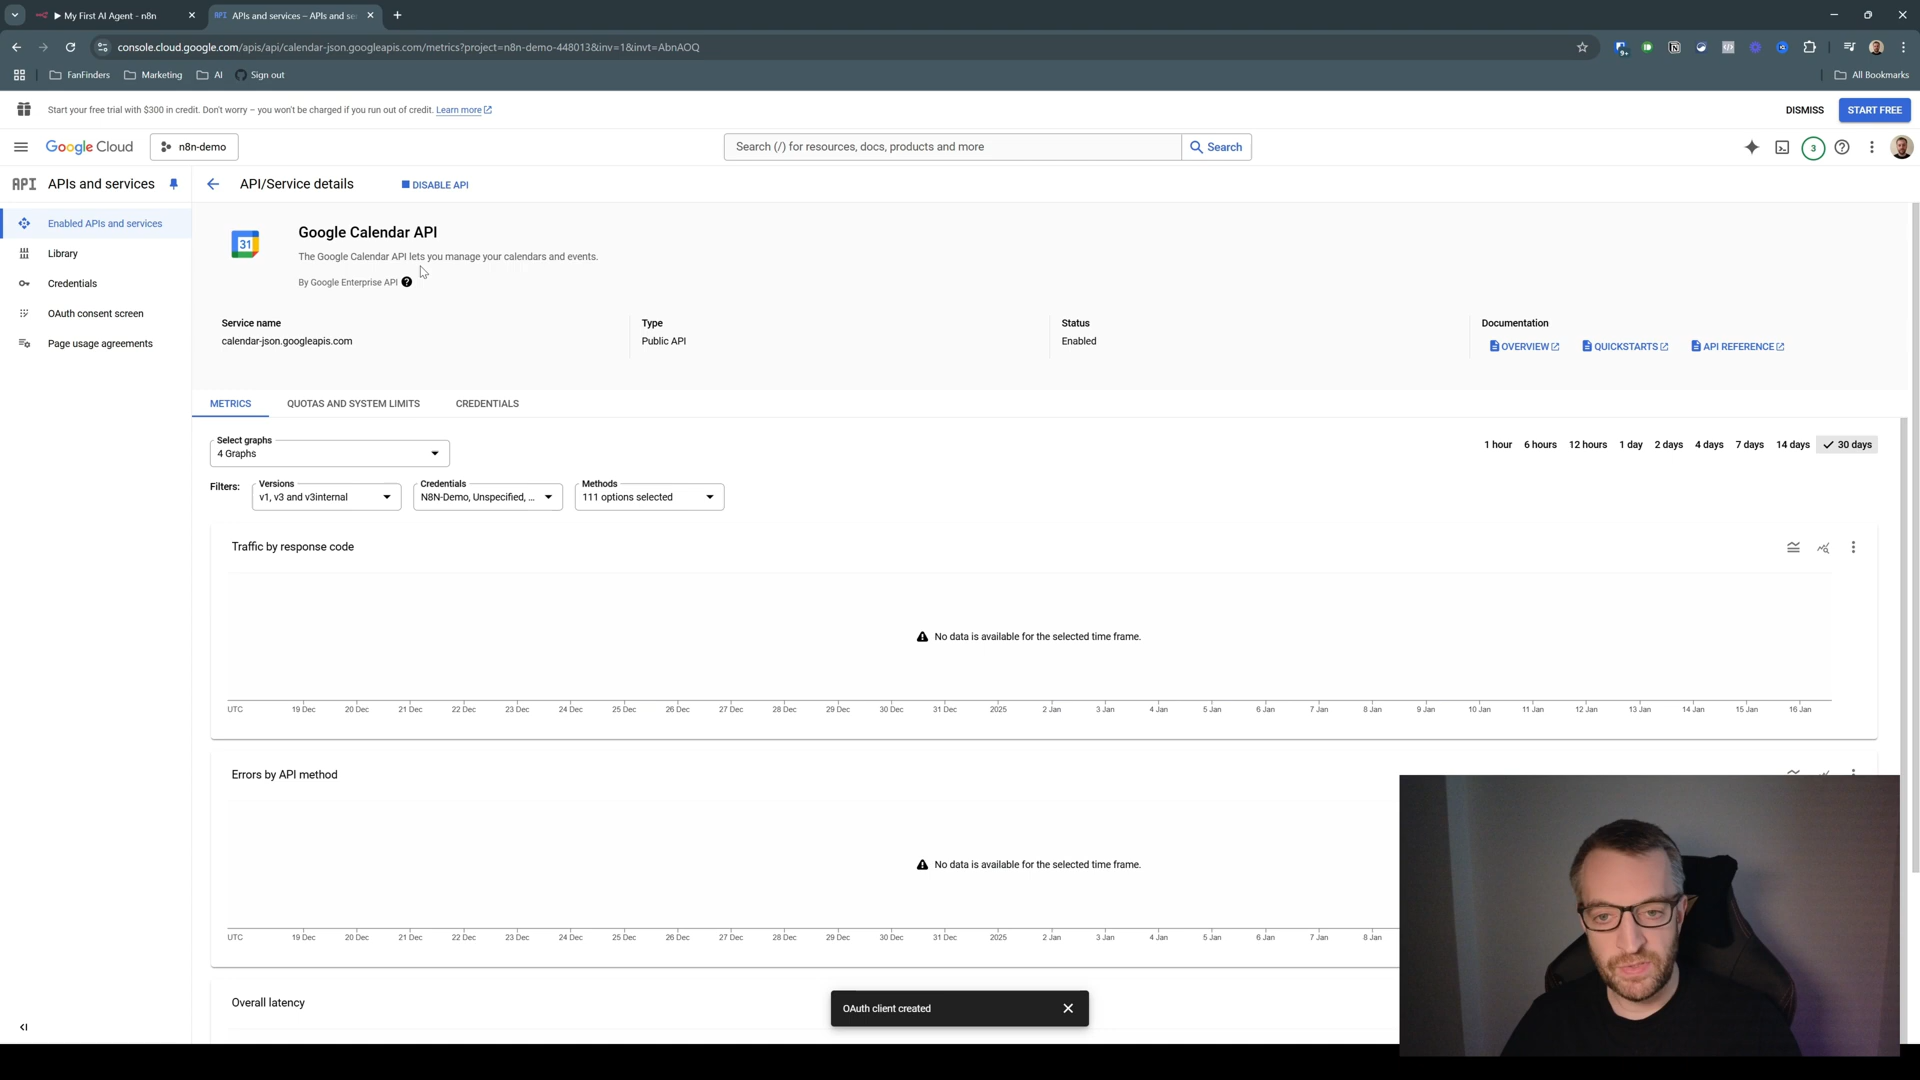 My First AI Agent - n8n
API APIs and services – APIs and se
console.cloud.google.com/apis/api/calendar-json.googleapis.com/metrics?project=n8n-demo-448013&inv=1&invt=AbnAOQ
9+
FanFinders
Marketing
AI
Sign out
All Bookmarks
Start your free trial with $300 in credit. Don't worry – you won't be charged if you run out of credit. Learn more
DISMISS
START FREE
Google Cloud
n8n-demo
Search (/) for resources, docs, products and more
Search
3
API APIs and services
API/Service details
DISABLE API
Enabled APIs and services
Library
Credentials
OAuth consent screen
Page usage agreements
31
Google Calendar API
The Google Calendar API lets you manage your calendars and events.
By Google Enterprise API
Service name
calendar-json.googleapis.com
Type
Public API
Status
Enabled
Documentation
OVERVIEW
QUICKSTARTS
API REFERENCE
METRICS
QUOTAS AND SYSTEM LIMITS
CREDENTIALS
Select graphs
4 Graphs
1 hour 6 hours 12 hours 1 day 2 days 4 days 7 days 14 days 30 days
Filters:
Versions
v1, v3 and v3internal
Credentials
N8N-Demo, Unspecified, ...
Methods
111 options selected
Traffic by response code
No data is available for the selected time frame.
UTC 19 Dec 20 Dec 21 Dec 22 Dec 23 Dec 24 Dec 25 Dec 26 Dec 27 Dec 28 Dec 29 Dec 30 Dec 31 Dec 2025 2 Jan 3 Jan 4 Jan 5 Jan 6 Jan 7 Jan 8 Jan 9 Jan 10 Jan 11 Jan 12 Jan 13 Jan 14 Jan 15 Jan 16 Jan
Errors by API method
No data is available for the selected time frame.
UTC 19 Dec 20 Dec 21 Dec 22 Dec 23 Dec 24 Dec 25 Dec 26 Dec 27 Dec 28 Dec 29 Dec 30 Dec 31 Dec 2025 2 Jan 3 Jan 4 Jan 5 Jan 6 Jan 7 Jan 8 Jan
Overall latency
OAuth client created